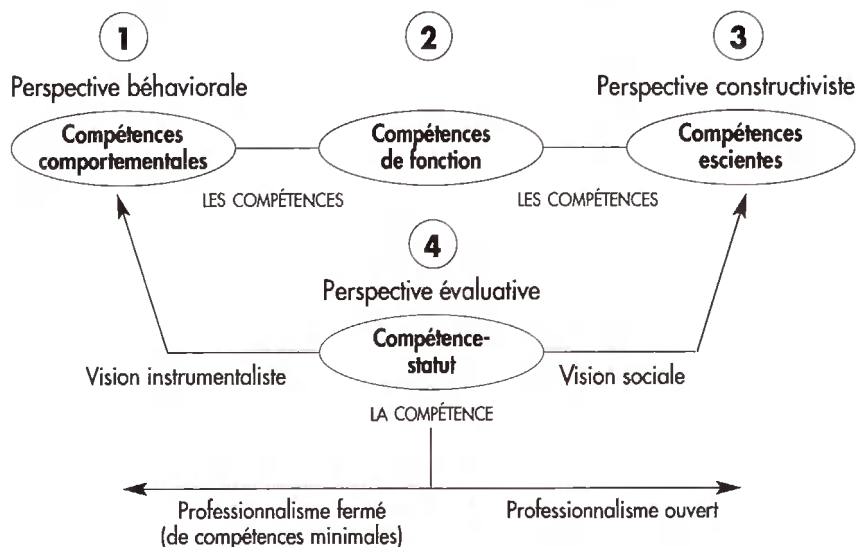 1
2
3
Perspective béhaviorale
Perspective constructiviste
Compétences
comportementales
Compétences
de fonction
Compétences
escientes
LES COMPÉTENCES
LES COMPÉTENCES
4
Perspective évaluative
Compétence-
statut
Vision instrumentaliste
Vision sociale
LA COMPÉTENCE
Professionnalisme fermé
(de compétences minimales)
Professionnalisme ouvert